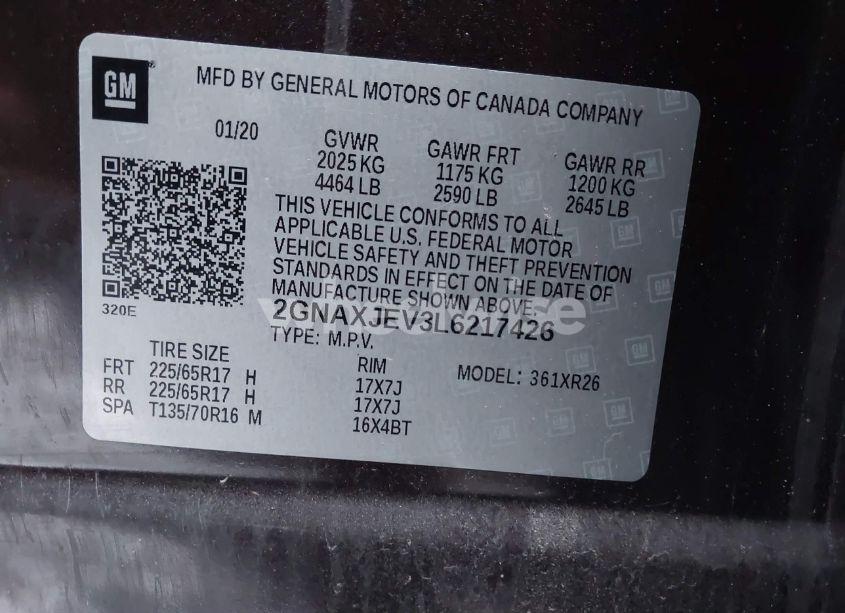 GM
MFD BY GENERAL MOTORS OF CANADA COMPANY
01/20
GVWR
2025 KG
4464 LB
GAWR FRT
1175 KG
2590 LB
GAWR RR
1200 KG
2645 LB
THIS VEHICLE CONFORMS TO ALL
APPLICABLE U.S. FEDERAL MOTOR
VEHICLE SAFETY AND THEFT PREVENTION
STANDARDS IN EFFECT ON THE DATE OF
MANUFACTURE SHOWN ABOVE.
320E
2GNAXJEV3L6217426
TYPE: M.P.V.
MODEL: 361XR26
TIRE SIZE
RIM
FRT 225/65R17 H 17X7J
RR 225/65R17 H 17X7J
SPA T135/70R16 M 16X4BT